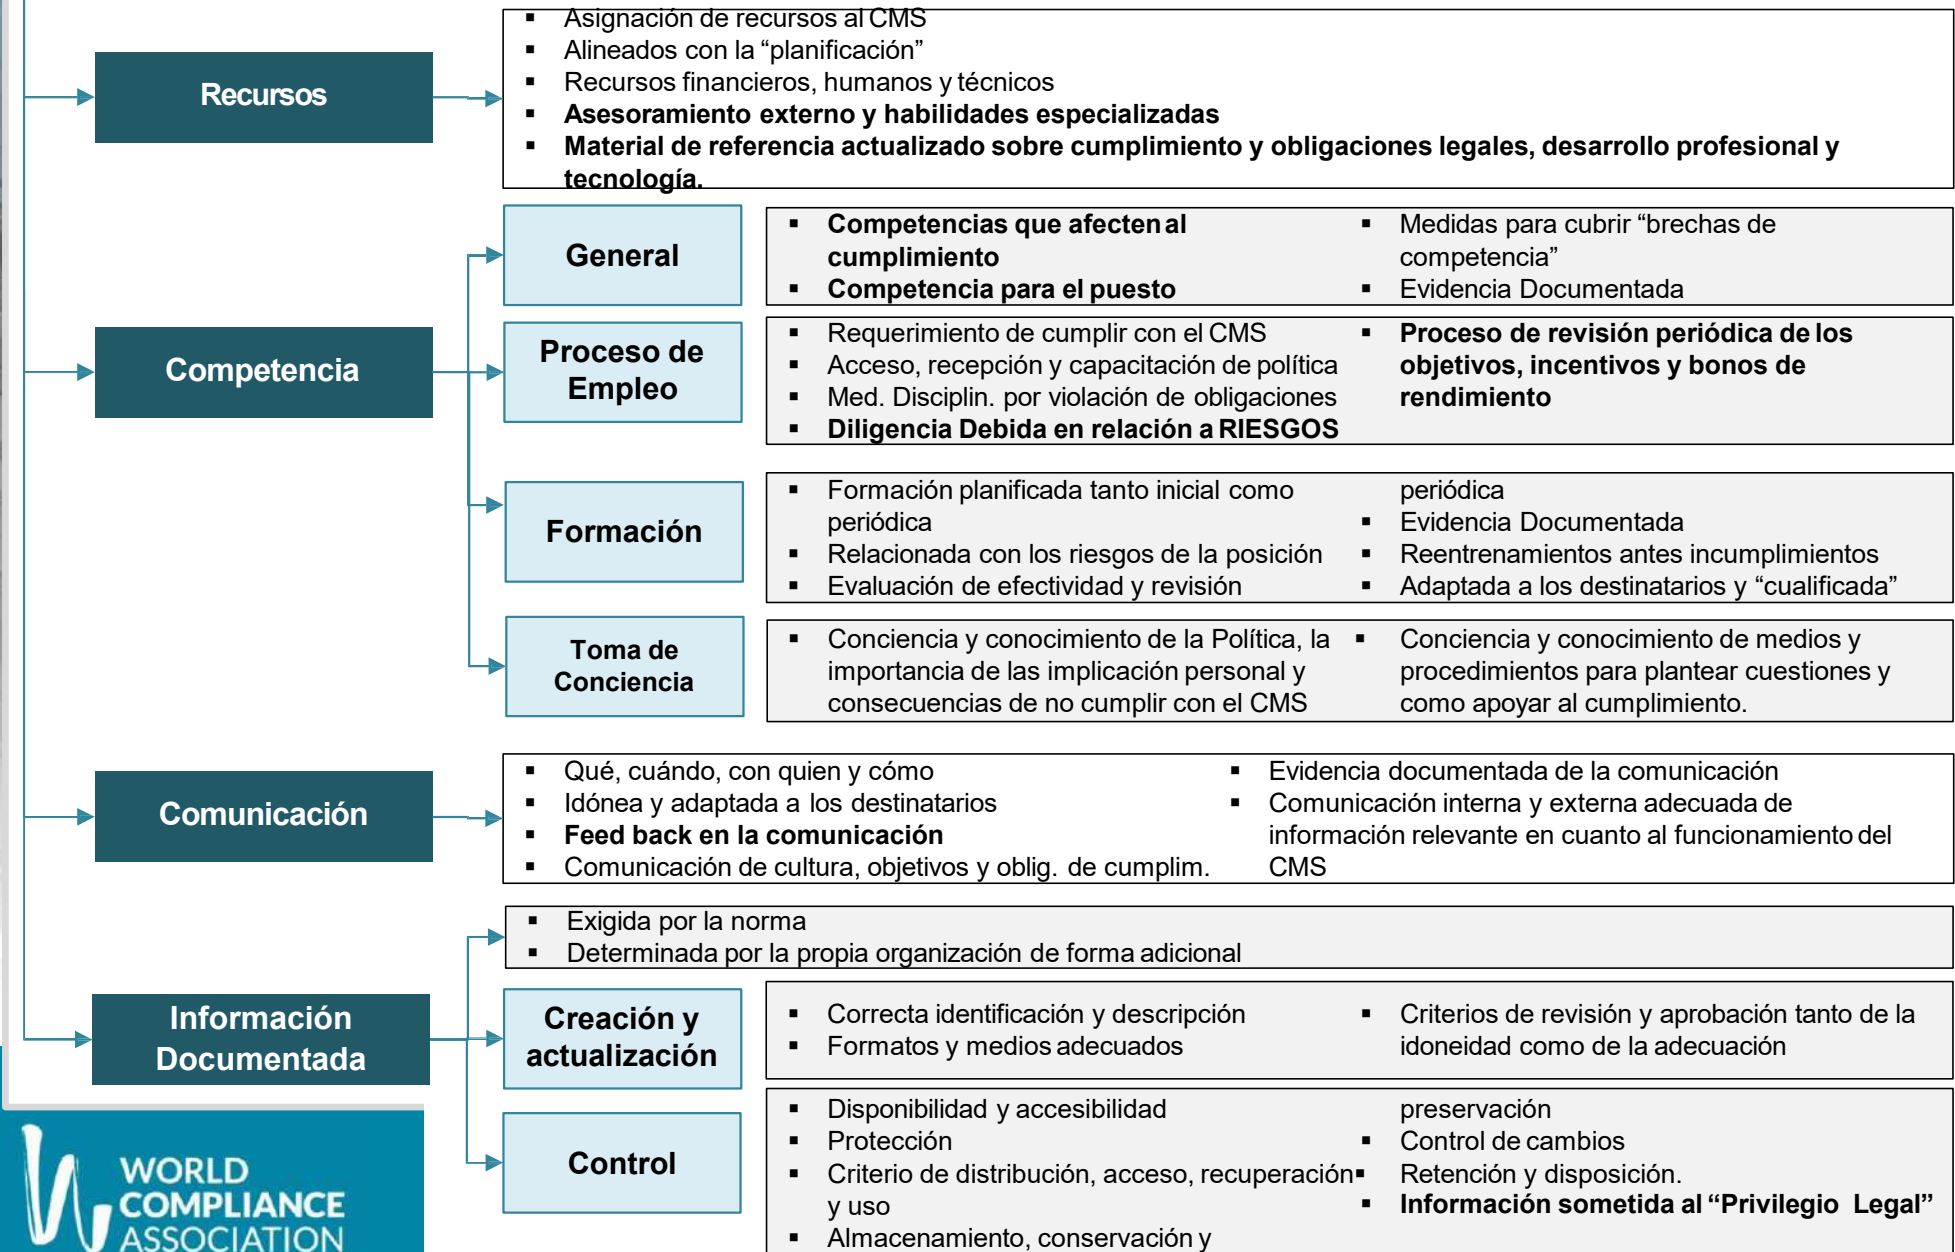 Recursos
▪ Asignación de recursos al CMS
▪ Alineados con la “planificación”
▪ Recursos financieros, humanos y técnicos
▪ Asesoramiento externo y habilidades especializadas
▪ Material de referencia actualizado sobre cumplimiento y obligaciones legales, desarrollo profesional y
tecnología.
Competencia
General
▪ Competencias que afecten al
cumplimiento
▪ Competencia para el puesto
▪ Medidas para cubrir “brechas de
competencia”
▪ Evidencia Documentada
Proceso de
Empleo
▪ Requerimiento de cumplir con el CMS
▪ Acceso, recepción y capacitación de política
▪ Med. Disciplin. por violación de obligaciones
▪ Diligencia Debida en relación a RIESGOS
▪ Proceso de revisión periódica de los
objetivos, incentivos y bonos de
rendimiento
Formación
▪ Formación planificada tanto inicial como
periódica
▪ Relacionada con los riesgos de la posición
▪ Evaluación de efectividad y revisión
periódica
▪ Evidencia Documentada
▪ Reentrenamientos antes incumplimientos
▪ Adaptada a los destinatarios y “cualificada”
Toma de
Conciencia
▪ Conciencia y conocimiento de la Política, la
importancia de las implicación personal y
consecuencias de no cumplir con el CMS
▪ Conciencia y conocimiento de medios y
procedimientos para plantear cuestiones y
como apoyar al cumplimiento.
Comunicación
▪ Qué, cuándo, con quien y cómo
▪ Idónea y adaptada a los destinatarios
▪ Feed back en la comunicación
▪ Comunicación de cultura, objetivos y oblig. de cumplim.
▪ Evidencia documentada de la comunicación
▪ Comunicación interna y externa adecuada de
información relevante en cuanto al funcionamiento del
CMS
Información
Documentada
▪ Exigida por la norma
▪ Determinada por la propia organización de forma adicional
Creación y
actualización
▪ Correcta identificación y descripción
▪ Formatos y medios adecuados
▪ Criterios de revisión y aprobación tanto de la
idoneidad como de la adecuación
Control
▪ Disponibilidad y accesibilidad
▪ Protección
▪ Criterio de distribución, acceso, recuperación
y uso
▪ Almacenamiento, conservación y
preservación
▪ Control de cambios
▪ Retención y disposición.
▪ Información sometida al “Privilegio Legal”
WORLD
COMPLIANCE
ASSOCIATION